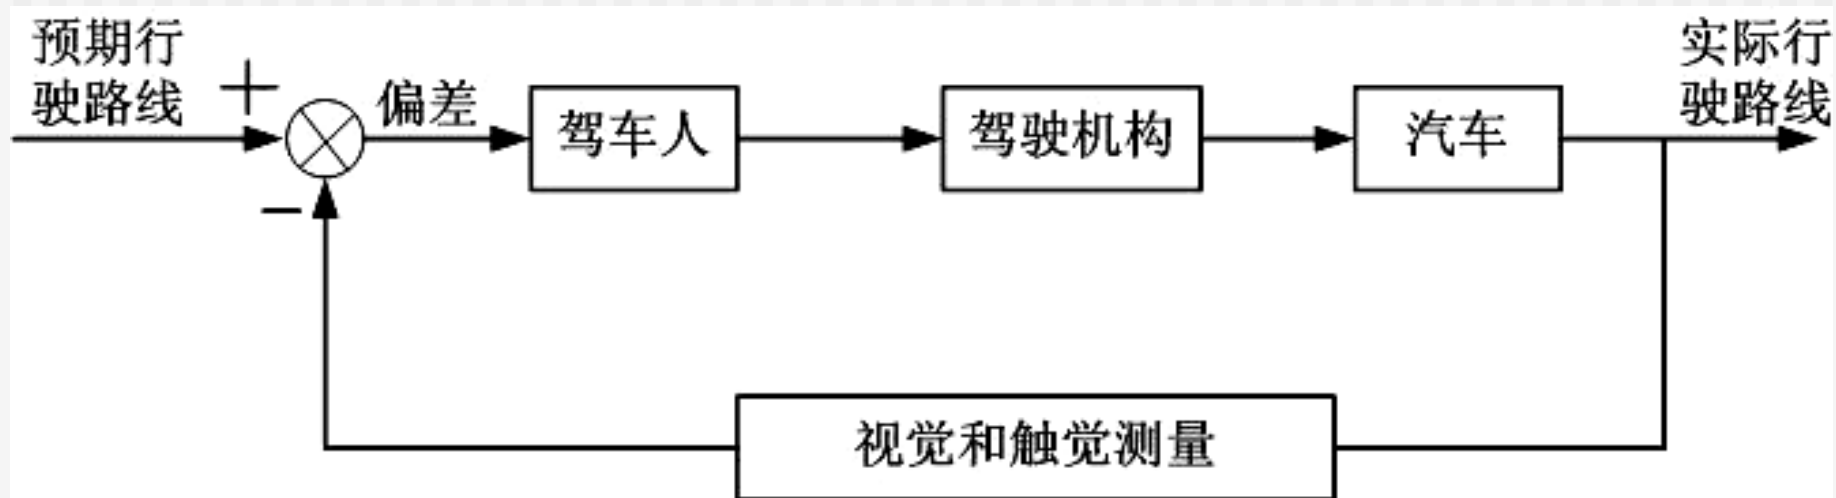 预期行
驶路线
+
偏差
驾车人
驾驶机构
汽车
实际行
驶路线
−
视觉和触觉测量